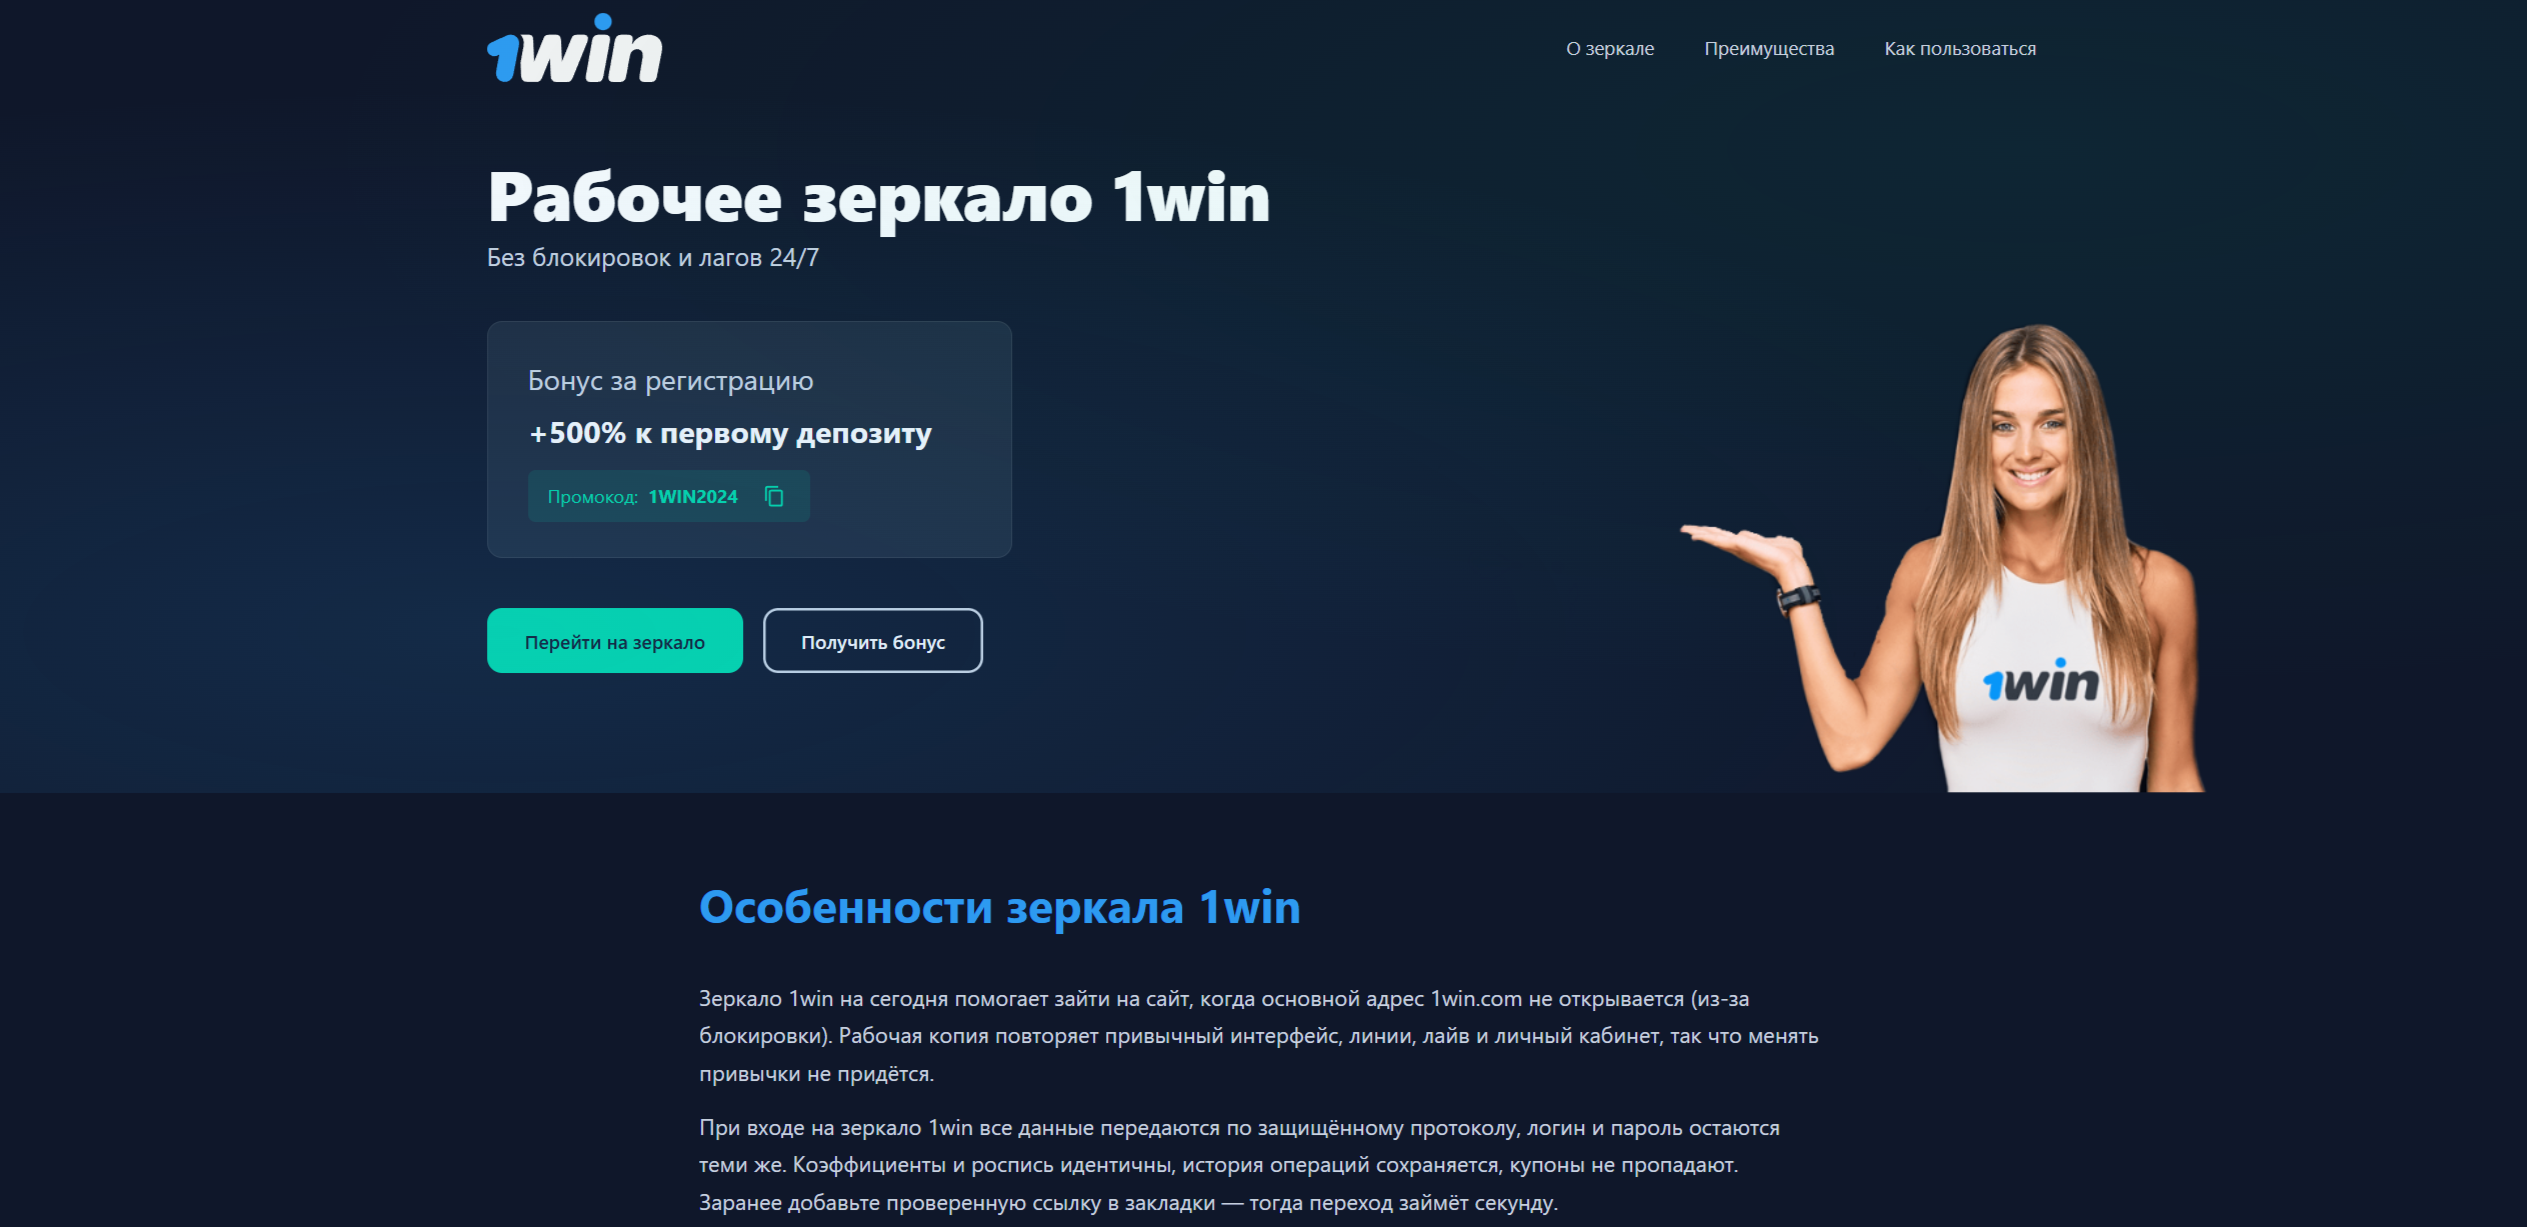 1win
О зеркале
Преимущества
Как пользоваться
Рабочее зеркало 1win
Без блокировок и лагов 24/7
Бонус за регистрацию
+500% к первому депозиту
Промокод: 1WIN2024
Перейти на зеркало
Получить бонус
1win
Особенности зеркала 1win
Зеркало 1win на сегодня помогает зайти на сайт, когда основной адрес 1win.com не открывается (из-за
блокировки). Рабочая копия повторяет привычный интерфейс, линии, лайв и личный кабинет, так что менять
привычки не придётся.
При входе на зеркало 1win все данные передаются по защищённому протоколу, логин и пароль остаются
теми же. Коэффициенты и роспись идентичны, история операций сохраняется, купоны не пропадают.
Заранее добавьте проверенную ссылку в закладки — тогда переход займёт секунду.